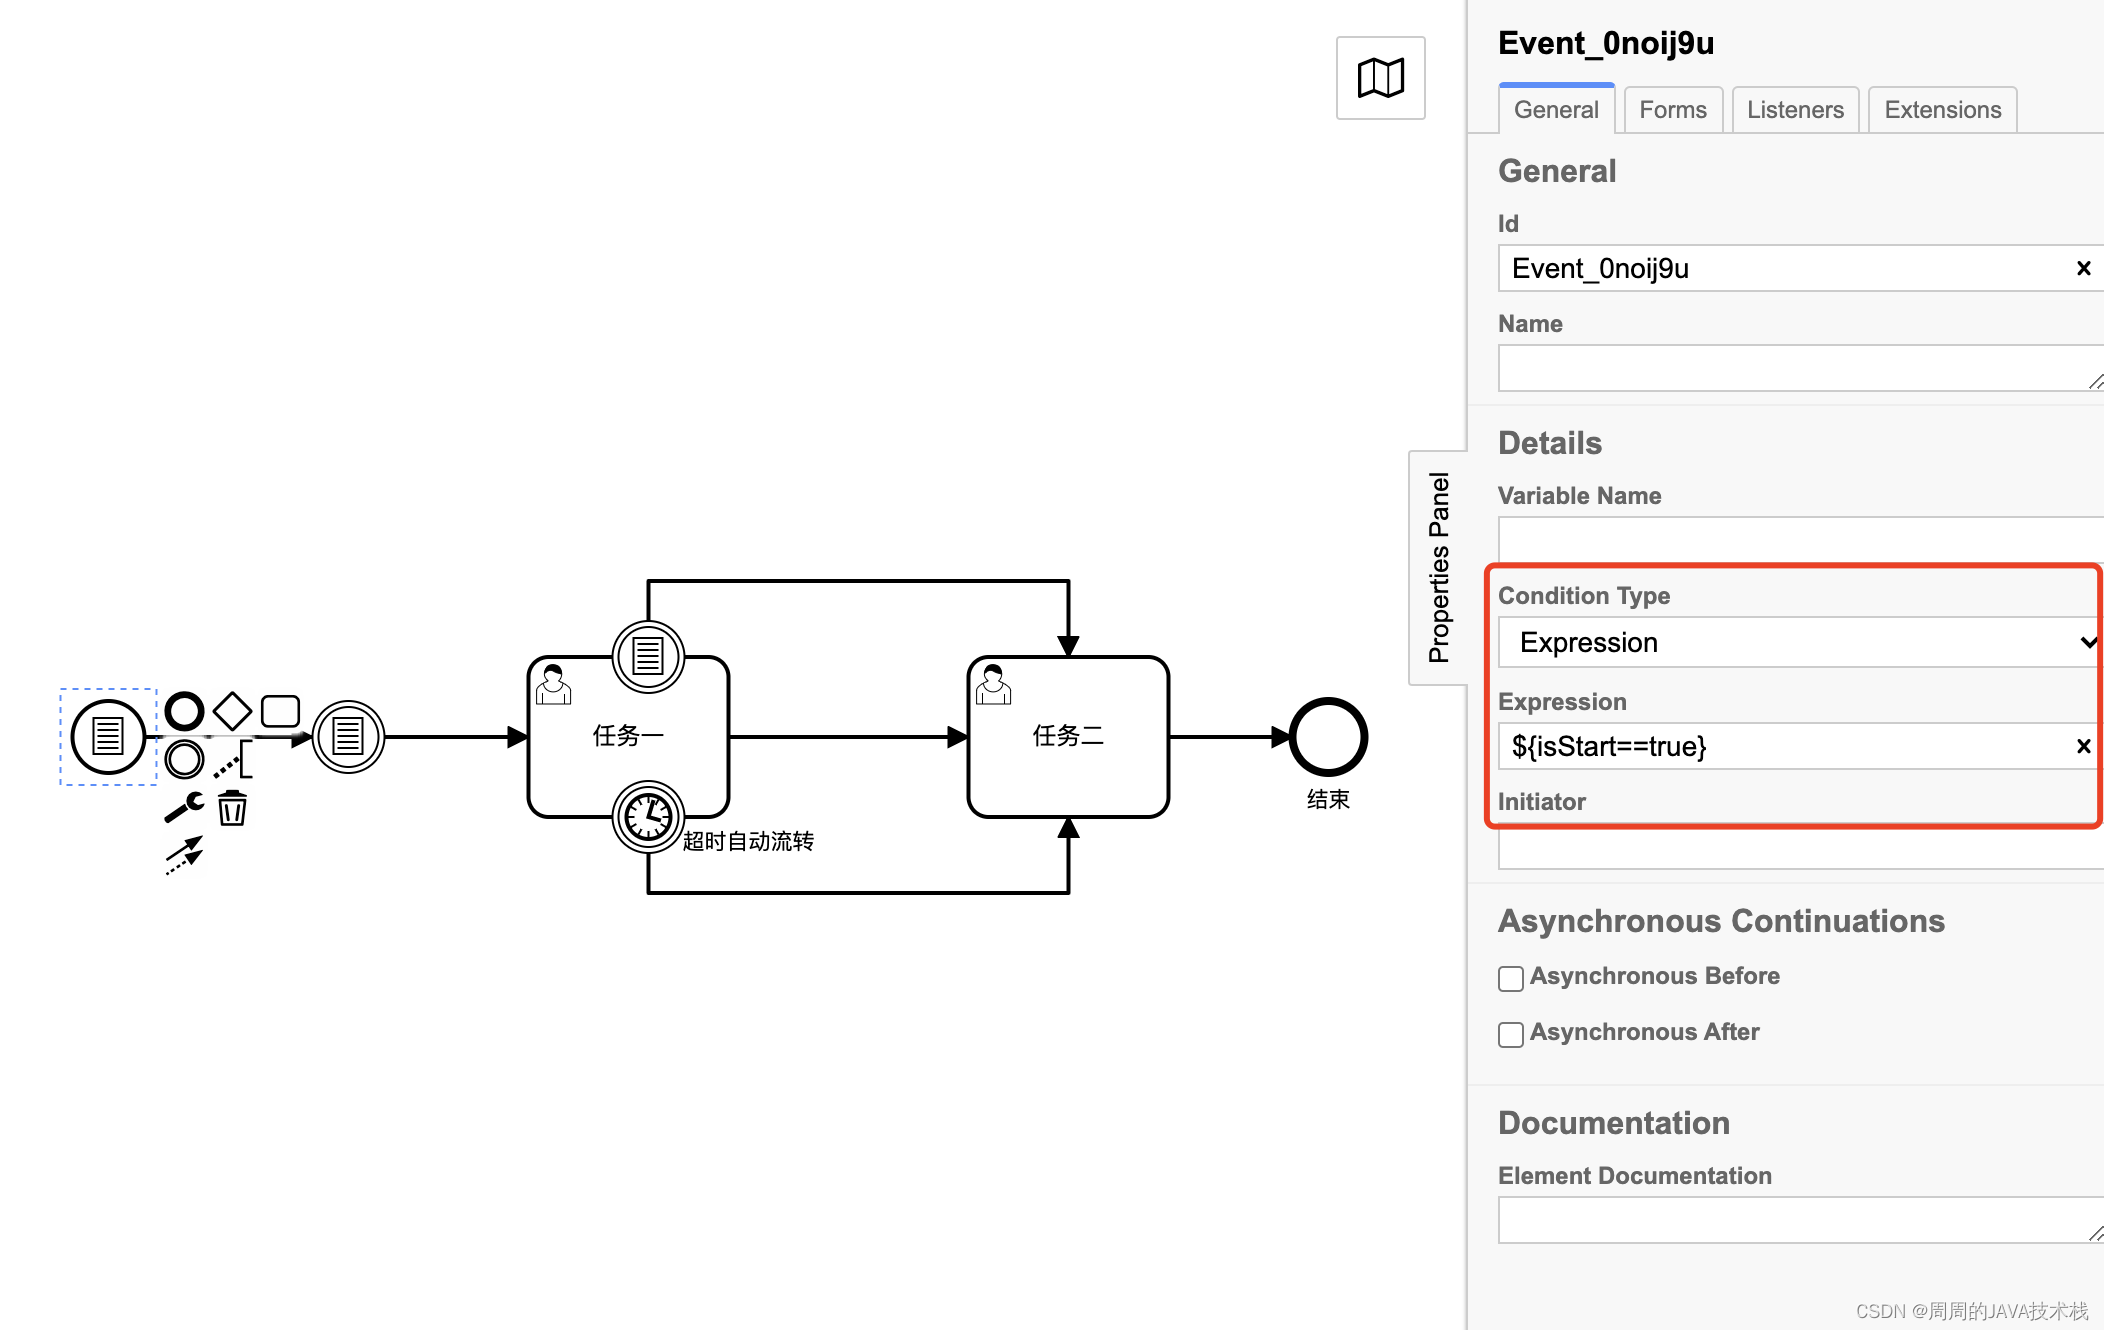 Event_0noij9u
General
Forms
Listeners
Extensions
General
Id
Event_0noij9u
Name
Details
Variable Name
Properties Panel
Condition Type
Expression
Expression
${isStart==true}
Initiator
任务一
任务二
结束
超时自动流转
Asynchronous Continuations
Asynchronous Before
Asynchronous After
Documentation
Element Documentation
CSDN @周周的JAVA技术栈